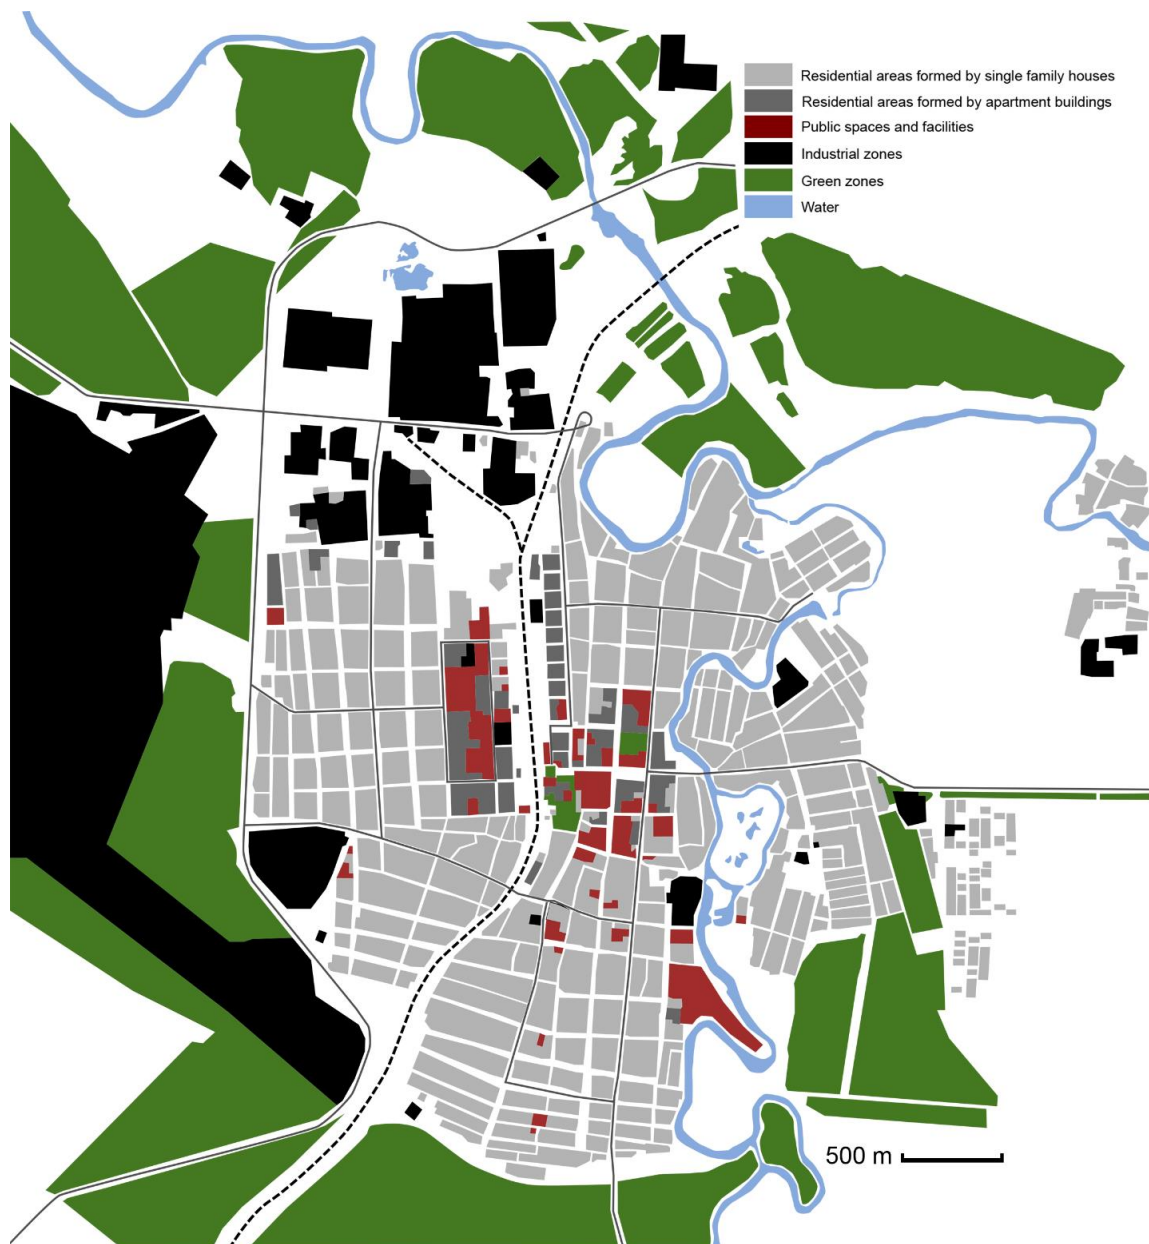 Residential areas formed by single family houses
Residential areas formed by apartment buildings
Public spaces and facilities
Industrial zones
Green zones
Water
500 m